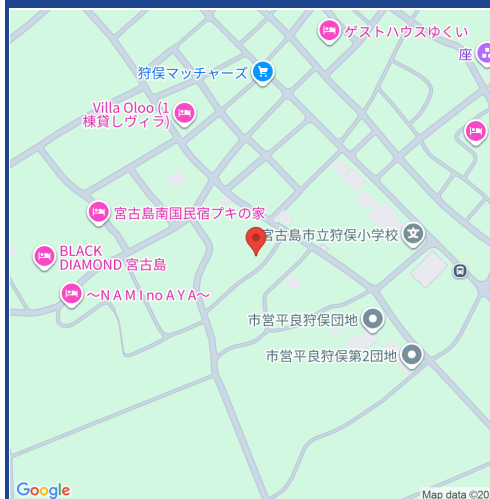 ゲストハウスゆくい
座
狩俣マッチャーズ
Villa Oloo (1
棟貸しヴィラ)
宮古島南国民宿プキの家
宮古島市立狩俣小学校
文
BLACK
DIAMOND 宮古島
〜N A M I no A Y A〜
市営平良狩俣団地
市営平良狩俣第2団地
Google
Map data ©20